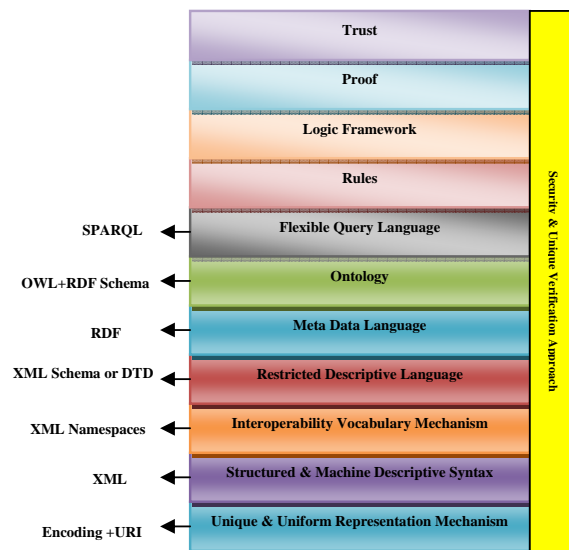 Trust
Proof
Logic Framework
Rules
SPARQL
Flexible Query Language
OWL+RDF Schema
Ontology
RDF
Meta Data Language
XML Schema or DTD
Restricted Descriptive Language
XML Namespaces
Interoperability Vocabulary Mechanism
XML
Structured & Machine Descriptive Syntax
Encoding +URI
Unique & Uniform Representation Mechanism
Security & Unique Verification Approach